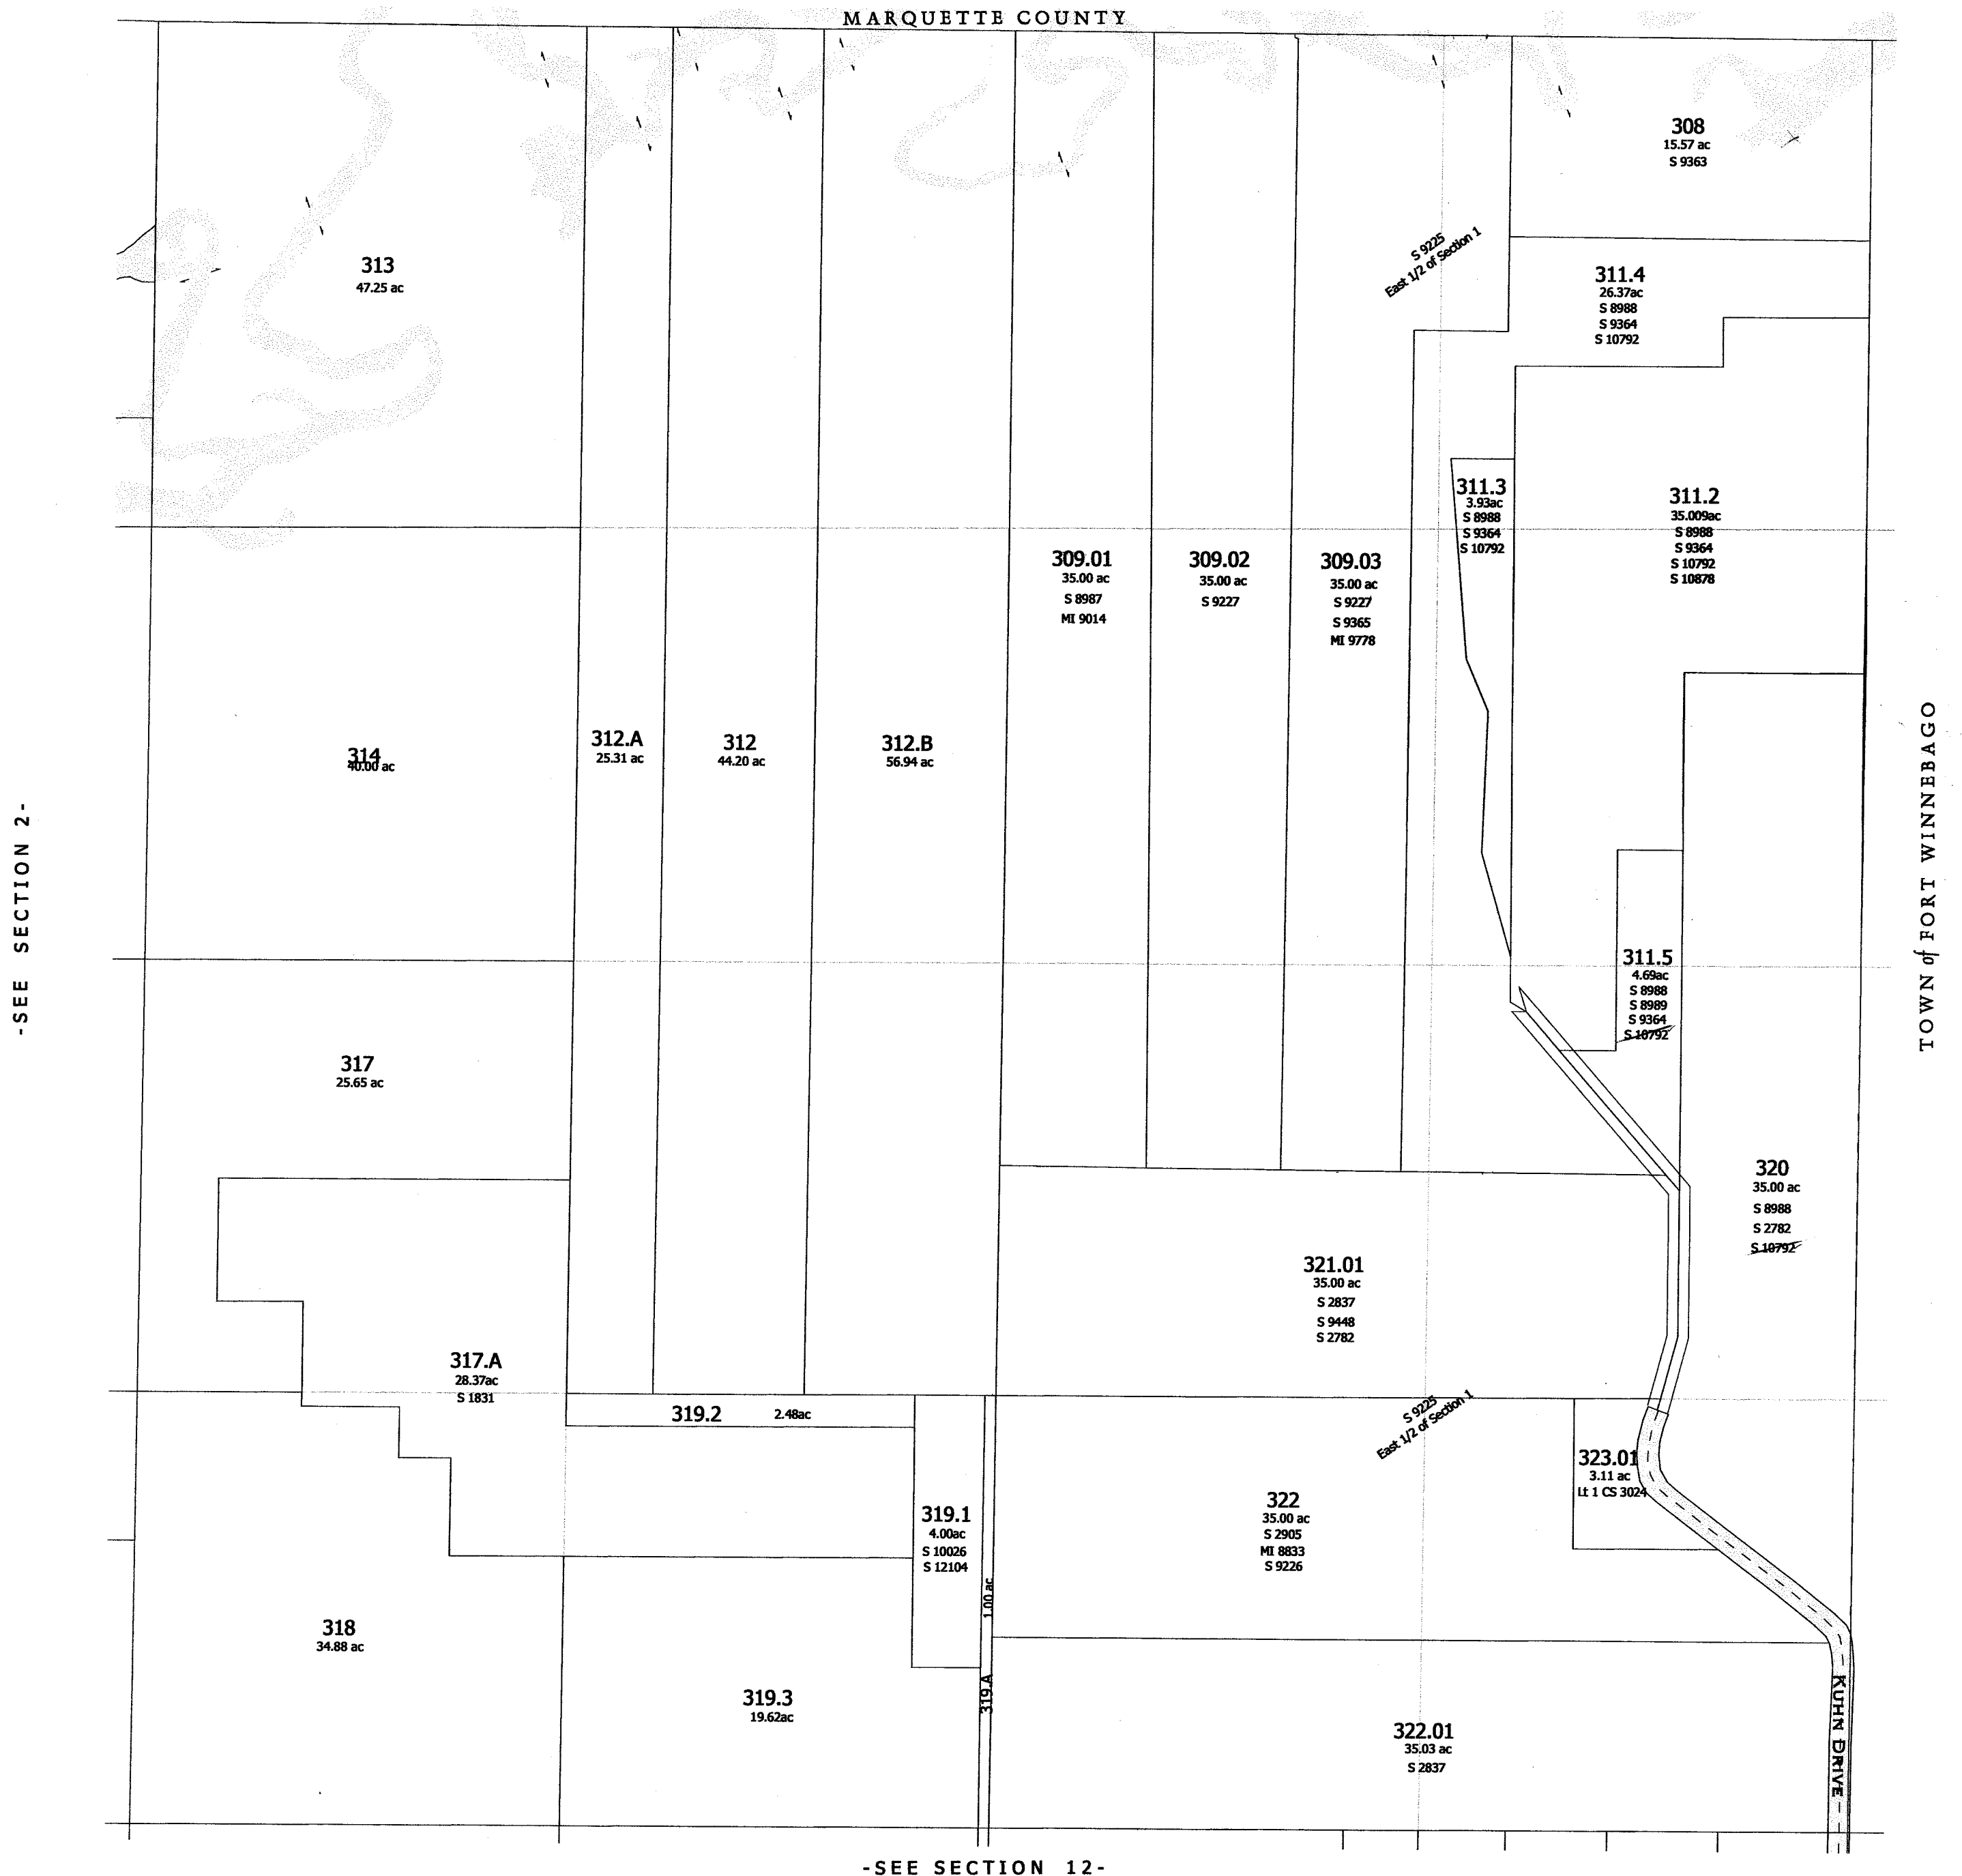 MARQUETTE COUNTY
308
15.57 ac
S 9363
S 9225
East 1/2 of Section 1
313
47.25 ac
311.4
26.37ac
S 8988
S 9364
S 10792
311.3
3.93ac
S 8988
S 9364
S 10792
311.2
35.009ac
S 8988
S 9364
S 10792
S 10878
309.01
35.00 ac
S 8987
MI 9014
309.02
35.00 ac
S 9227
309.03
35.00 ac
S 9227
S 9365
MI 9778
314
40.00 ac
312.A
25.31 ac
312
44.20 ac
312.B
56.94 ac
-SEE SECTION 2-
TOWN of FORT WINNEBAGO
311.5
4.69ac
S 8988
S 8989
S 9364
S 10792
317
25.65 ac
320
35.00 ac
S 8988
S 2782
S 10792
321.01
35.00 ac
S 2837
S 9448
S 2782
317.A
28.37ac
S 1831
319.2 2.48ac
S 9225
East 1/2 of Section 1
323.01
3.11 ac
Lt 1 CS 3024
322
35.00 ac
S 2905
MI 8833
S 9226
319.1
4.00ac
S 10026
S 12104
1.00 ac
319.A
318
34.88 ac
319.3
19.62ac
322.01
35.03 ac
S 2837
KUHN DRIVE
-SEE SECTION 12-